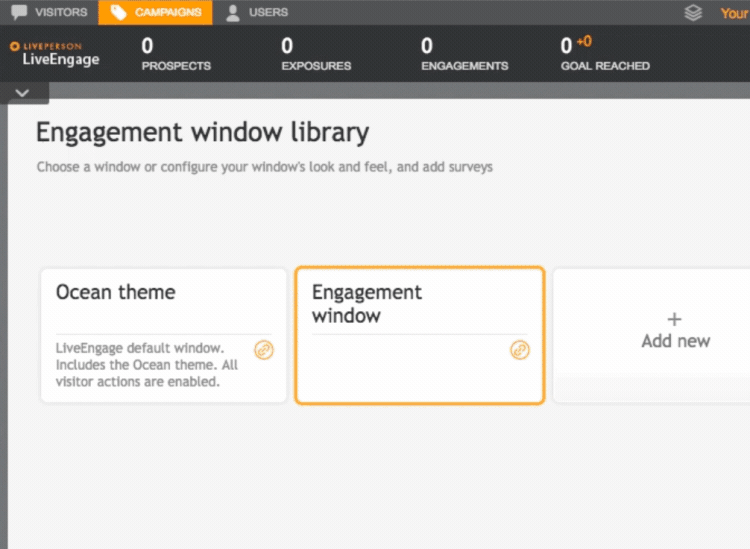 VISITORS
CAMPAIGNS
USERS
Your
LIVEPERSON
LiveEngage
0
PROSPECTS
0
EXPOSURES
0
ENGAGEMENTS
0 +0
GOAL REACHED
Engagement window library
Choose a window or configure your window's look and feel, and add surveys
Ocean theme
LiveEngage default window.
Includes the Ocean theme. All
visitor actions are enabled.
Engagement
window
+
Add new